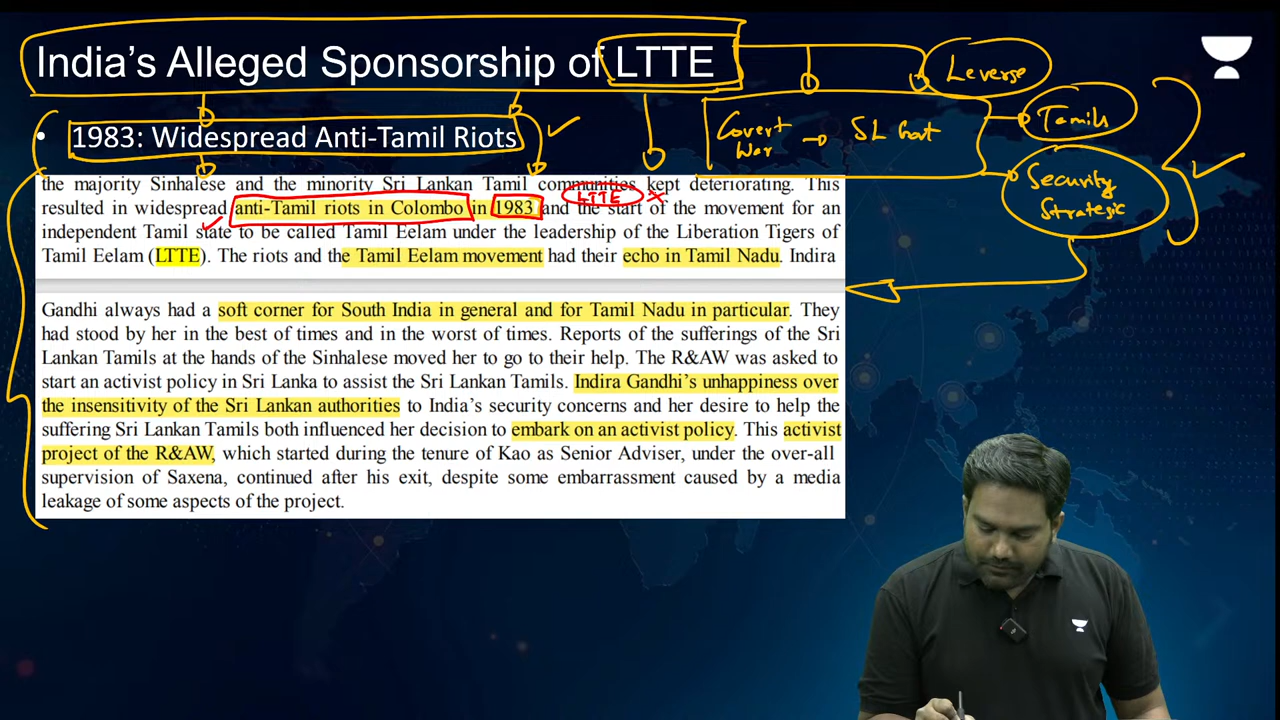 India's Alleged Sponsorship of LTTE
Leverse
• 1983: Widespread Anti-Tamil Riots
Covert War → SL Govt
Tamils
Security
Strategic
the majority Sinhalese and the minority Sri Lankan Tamil communities kept deteriorating. This
LTTE ×
resulted in widespread anti-Tamil riots in Colombo in 1983 and the start of the movement for an
independent Tamil state to be called Tamil Eelam under the leadership of the Liberation Tigers of
Tamil Eelam (LTTE). The riots and the Tamil Eelam movement had their echo in Tamil Nadu. Indira
Gandhi always had a soft corner for South India in general and for Tamil Nadu in particular. They
had stood by her in the best of times and in the worst of times. Reports of the sufferings of the Sri
Lankan Tamils at the hands of the Sinhalese moved her to go to their help. The R&AW was asked to
start an activist policy in Sri Lanka to assist the Sri Lankan Tamils. Indira Gandhi's unhappiness over
the insensitivity of the Sri Lankan authorities to India's security concerns and her desire to help the
suffering Sri Lankan Tamils both influenced her decision to embark on an activist policy. This activist
project of the R&AW, which started during the tenure of Kao as Senior Adviser, under the over-all
supervision of Saxena, continued after his exit, despite some embarrassment caused by a media
leakage of some aspects of the project.